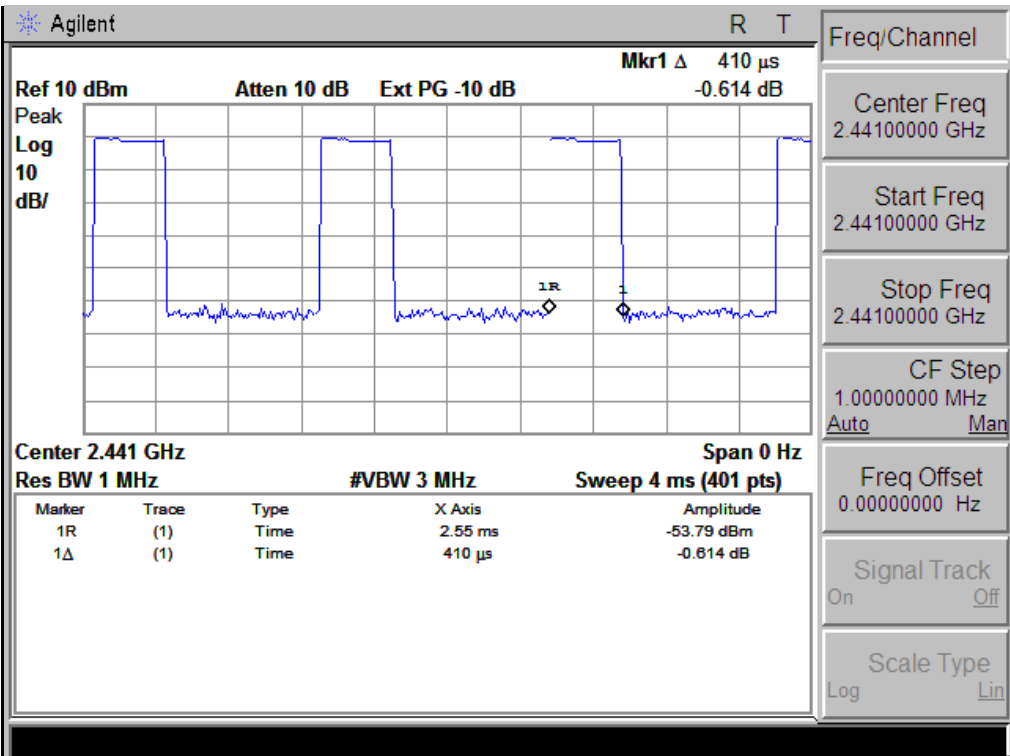 Agilent R T
Mkr1 Δ 410 μs
Ref 10 dBm Atten 10 dB Ext PG -10 dB -0.614 dB
Peak
Log
10
dB/
1R
1
Center 2.441 GHz Span 0 Hz
Res BW 1 MHz #VBW 3 MHz Sweep 4 ms (401 pts)
Marker Trace Type X Axis Amplitude
1R (1) Time 2.55 ms -53.79 dBm
1Δ (1) Time 410 μs -0.614 dB
Freq/Channel
Center Freq
2.44100000 GHz
Start Freq
2.44100000 GHz
Stop Freq
2.44100000 GHz
CF Step
1.00000000 MHz
Auto Man
Freq Offset
0.00000000 Hz
Signal Track
On Off
Scale Type
Log Lin